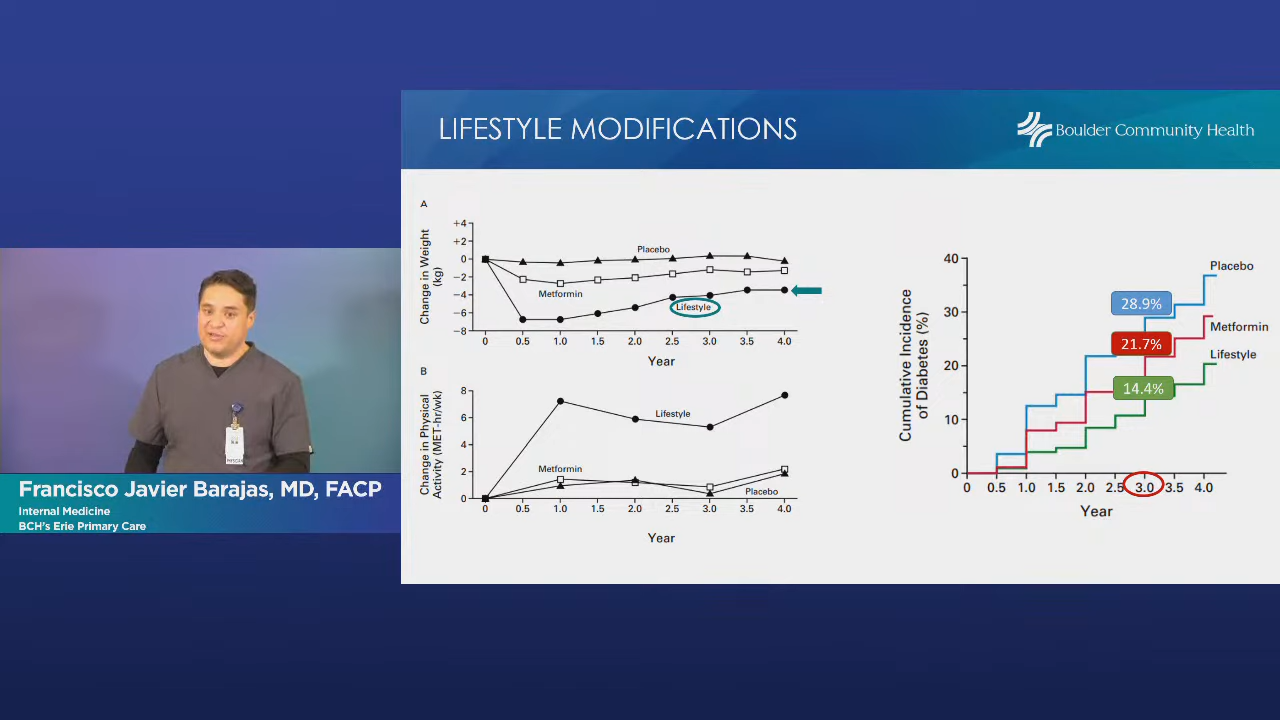 LIFESTYLE MODIFICATIONS
Boulder Community Health
A
Change in Weight
(kg)
+4
+2
0
−2
−4
−6
−8
Placebo
Metformin
Lifestyle
0 0.5 1.0 1.5 2.0 2.5 3.0 3.5 4.0
Year
B
Change in Physical
Activity (MET-hr/wk)
8
6
4
2
0
Lifestyle
Metformin
Placebo
0 0.5 1.0 1.5 2.0 2.5 3.0 3.5 4.0
Year
Cumulative Incidence
of Diabetes (%)
40
30
20
10
0
Placebo
28.9%
Metformin
21.7%
Lifestyle
14.4%
0 0.5 1.0 1.5 2.0 2.5 3.0 3.5 4.0
Year
Francisco Javier Barajas, MD, FACP
Internal Medicine
BCH's Erie Primary Care